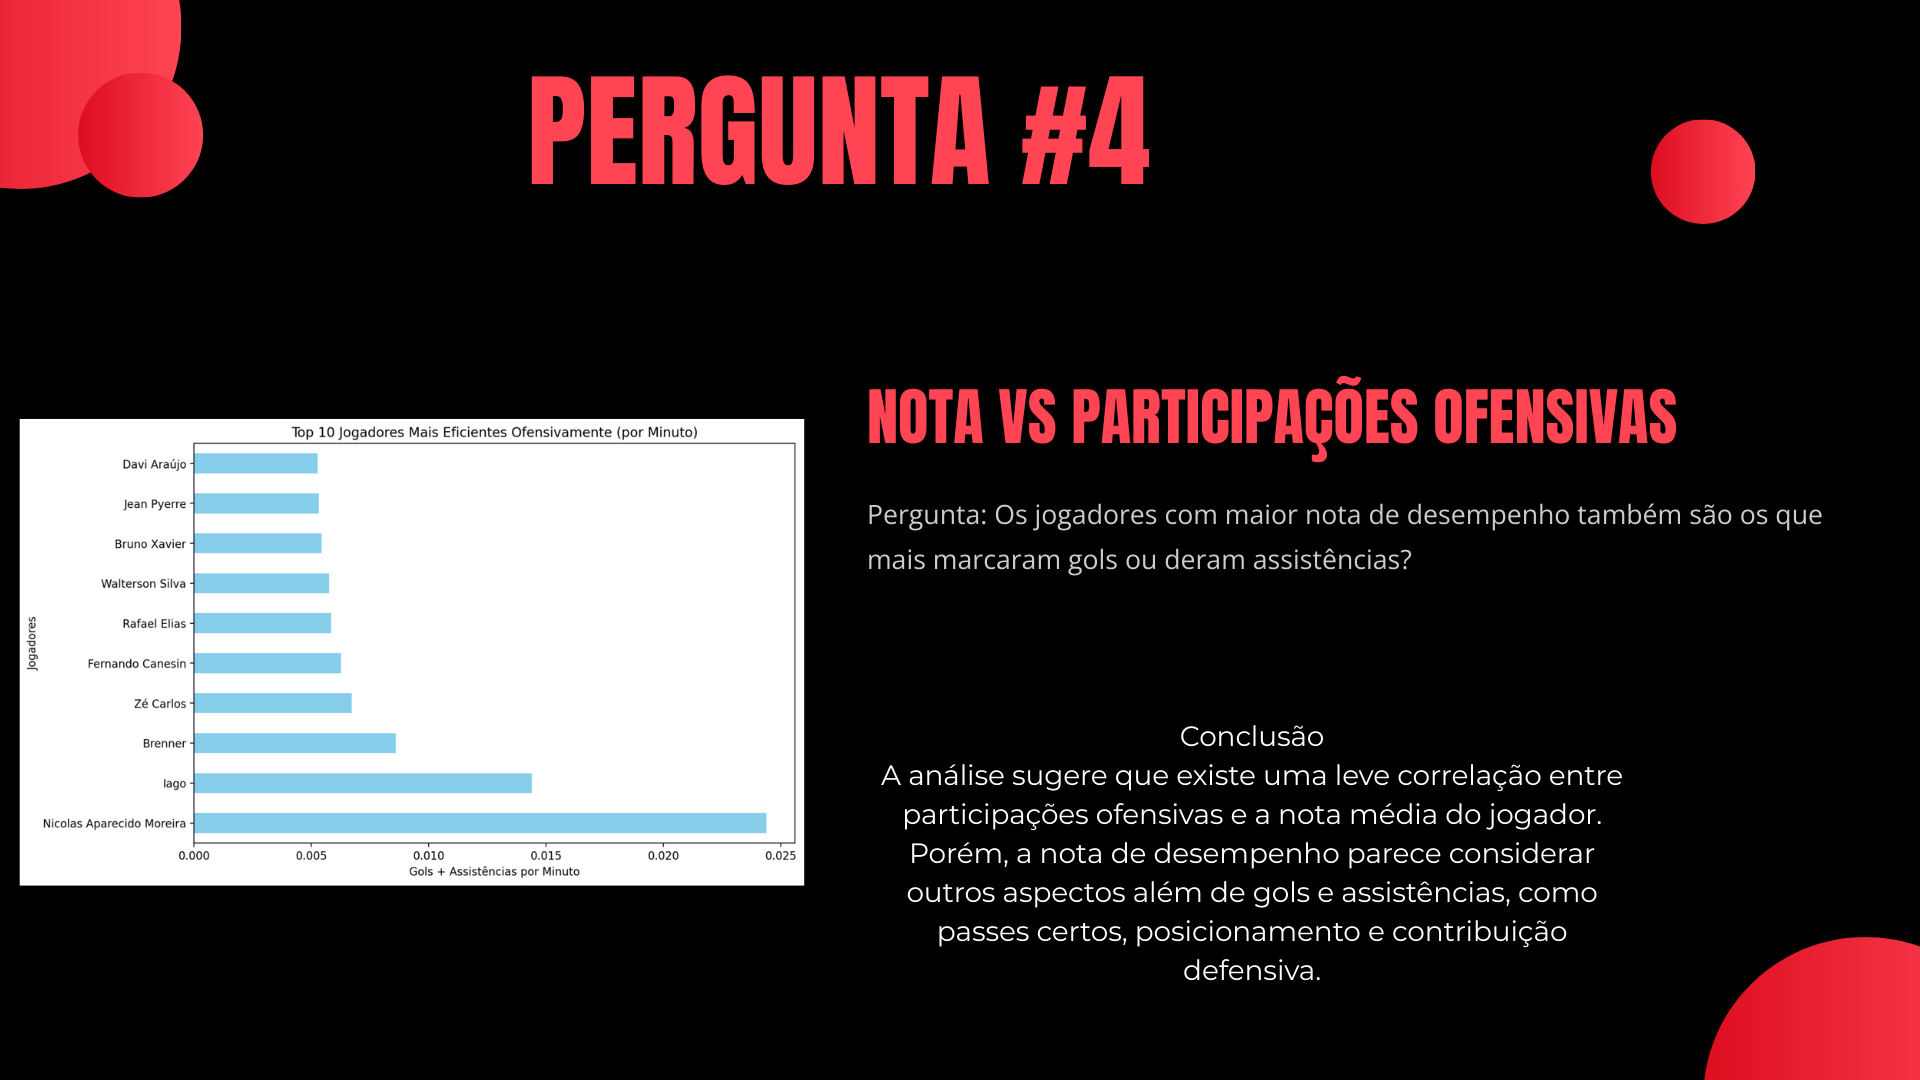 PERGUNTA #4
NOTA VS PARTICIPAÇÕES OFENSIVAS
Pergunta: Os jogadores com maior nota de desempenho também são os que
mais marcaram gols ou deram assistências?
Top 10 Jogadores Mais Eficientes Ofensivamente (por Minuto)
Jogadores
Davi Araújo
Jean Pyerre
Bruno Xavier
Walterson Silva
Rafael Elias
Fernando Canesin
Zé Carlos
Brenner
Iago
Nicolas Aparecido Moreira
0.000 0.005 0.010 0.015 0.020 0.025
Gols + Assistências por Minuto
Conclusão
A análise sugere que existe uma leve correlação entre
participações ofensivas e a nota média do jogador.
Porém, a nota de desempenho parece considerar
outros aspectos além de gols e assistências, como
passes certos, posicionamento e contribuição
defensiva.